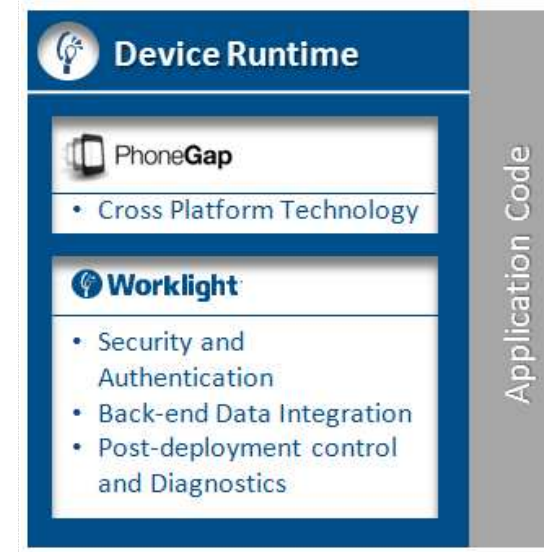 Device Runtime
PhoneGap
• Cross Platform Technology
Worklight
• Security and
Authentication
• Back-end Data Integration
• Post-deployment control
and Diagnostics
Application Code